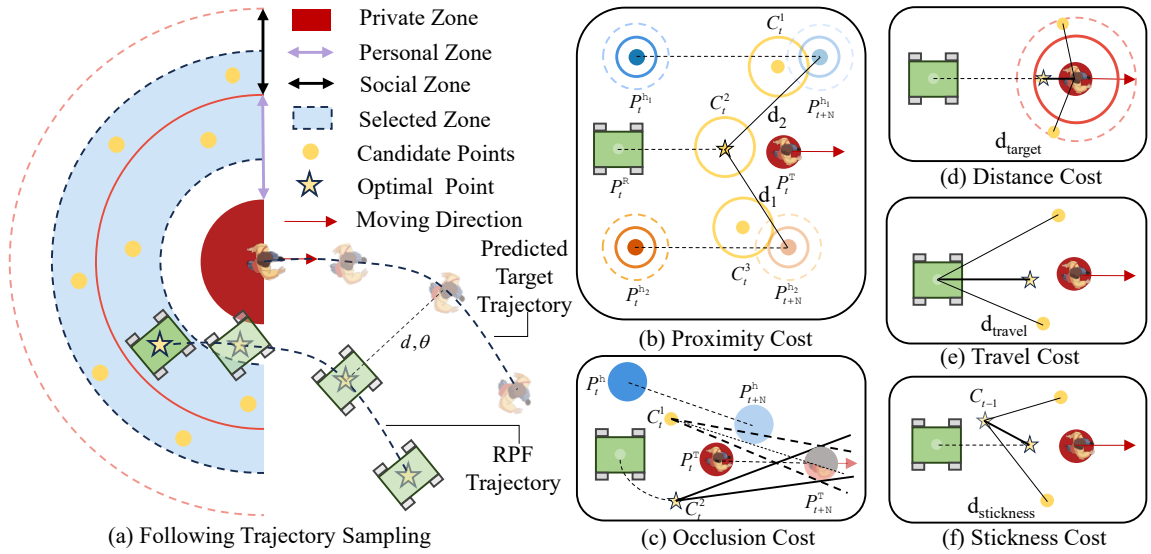 Private Zone
Personal Zone
Social Zone
Selected Zone
Candidate Points
Optimal Point
Moving Direction
Predicted
Target
Trajectory
d,θ
RPF
Trajectory
(a) Following Trajectory Sampling
C_t^1
P_t^{h_1}
P_{t+N}^{h_1}
C_t^2
d_2
P_t^R
P_t^T
d_1
C_t^3
P_t^{h_2}
P_{t+N}^{h_2}
(b) Proximity Cost
P_t^h
P_{t+N}^h
C_t^1
P_t^T
P_{t+N}^T
C_t^2
(c) Occlusion Cost
d_target
(d) Distance Cost
d_travel
(e) Travel Cost
C_{t-1}
d_stickness
(f) Stickness Cost